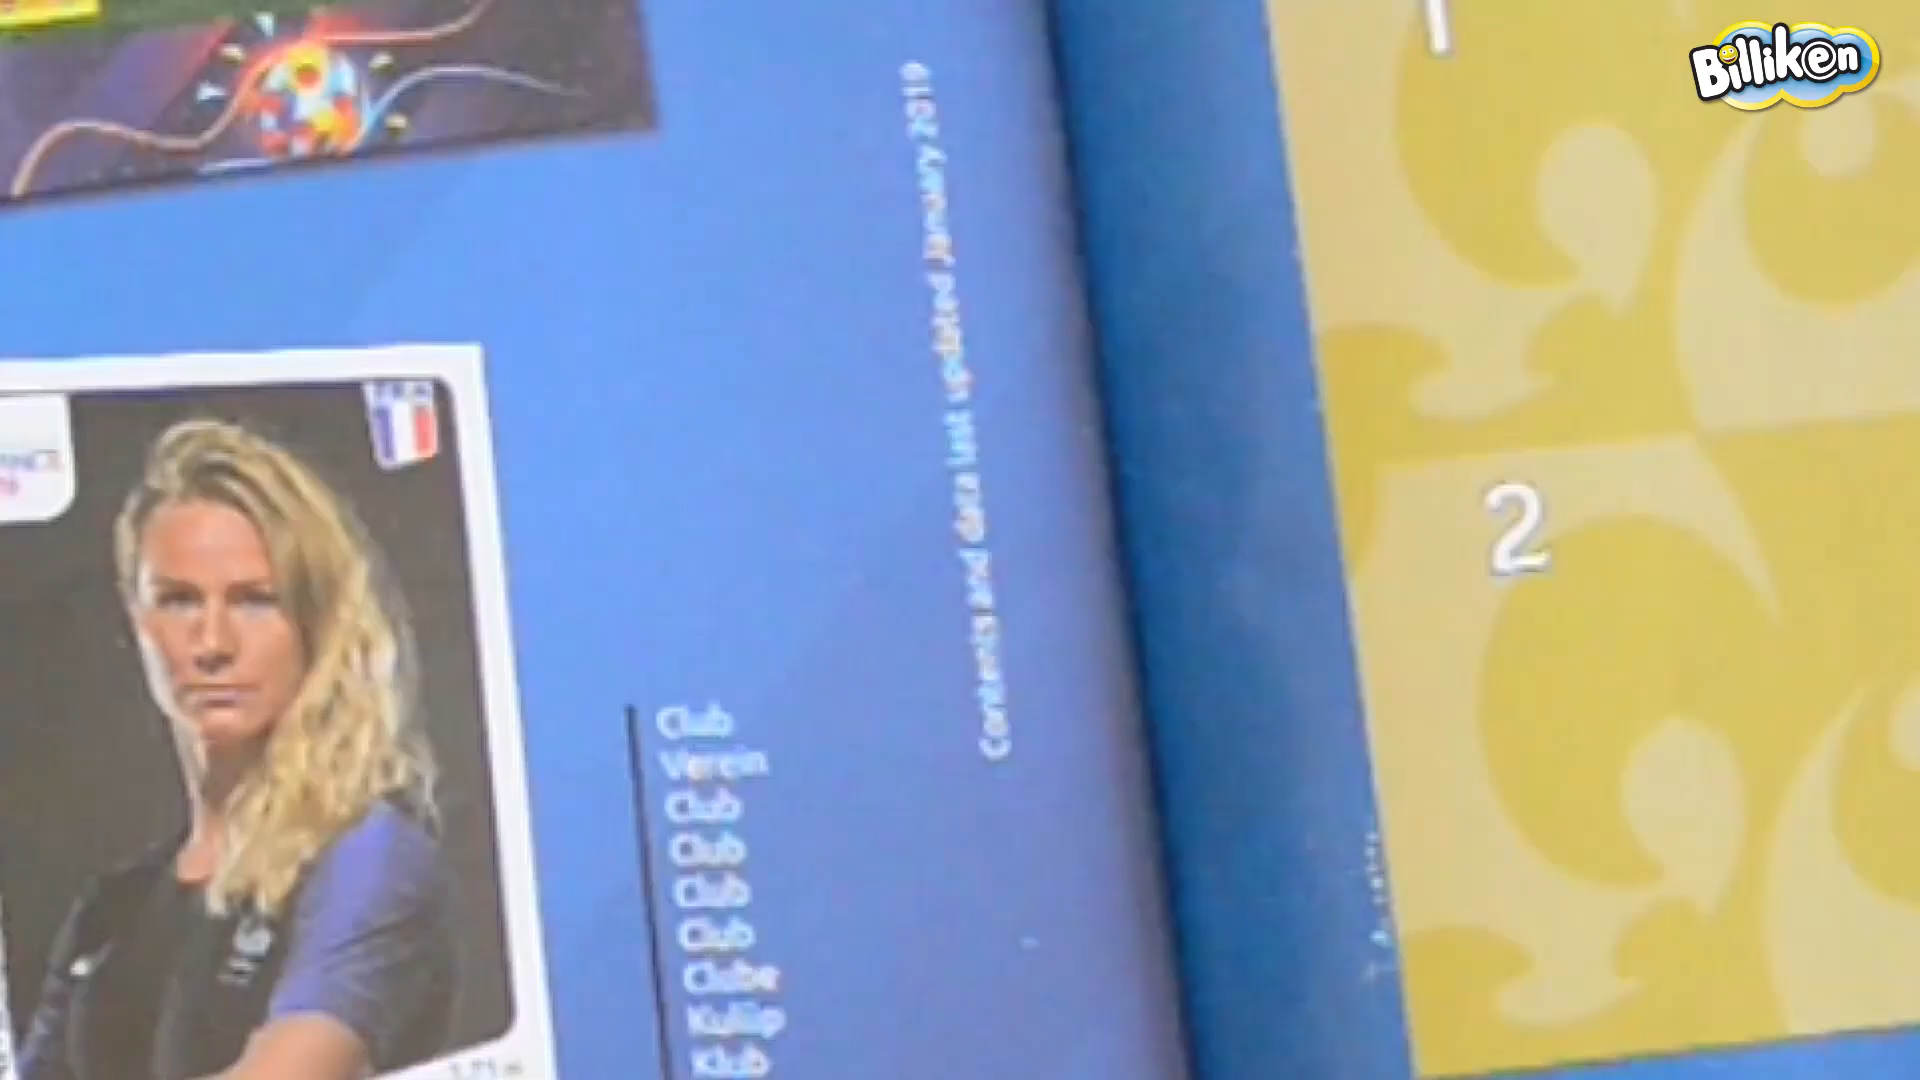 Billiken
1
Contents and data last updated January 2019
2
Club
Verein
Club
Club
Club
Club
Clube
Kulüp
Klub